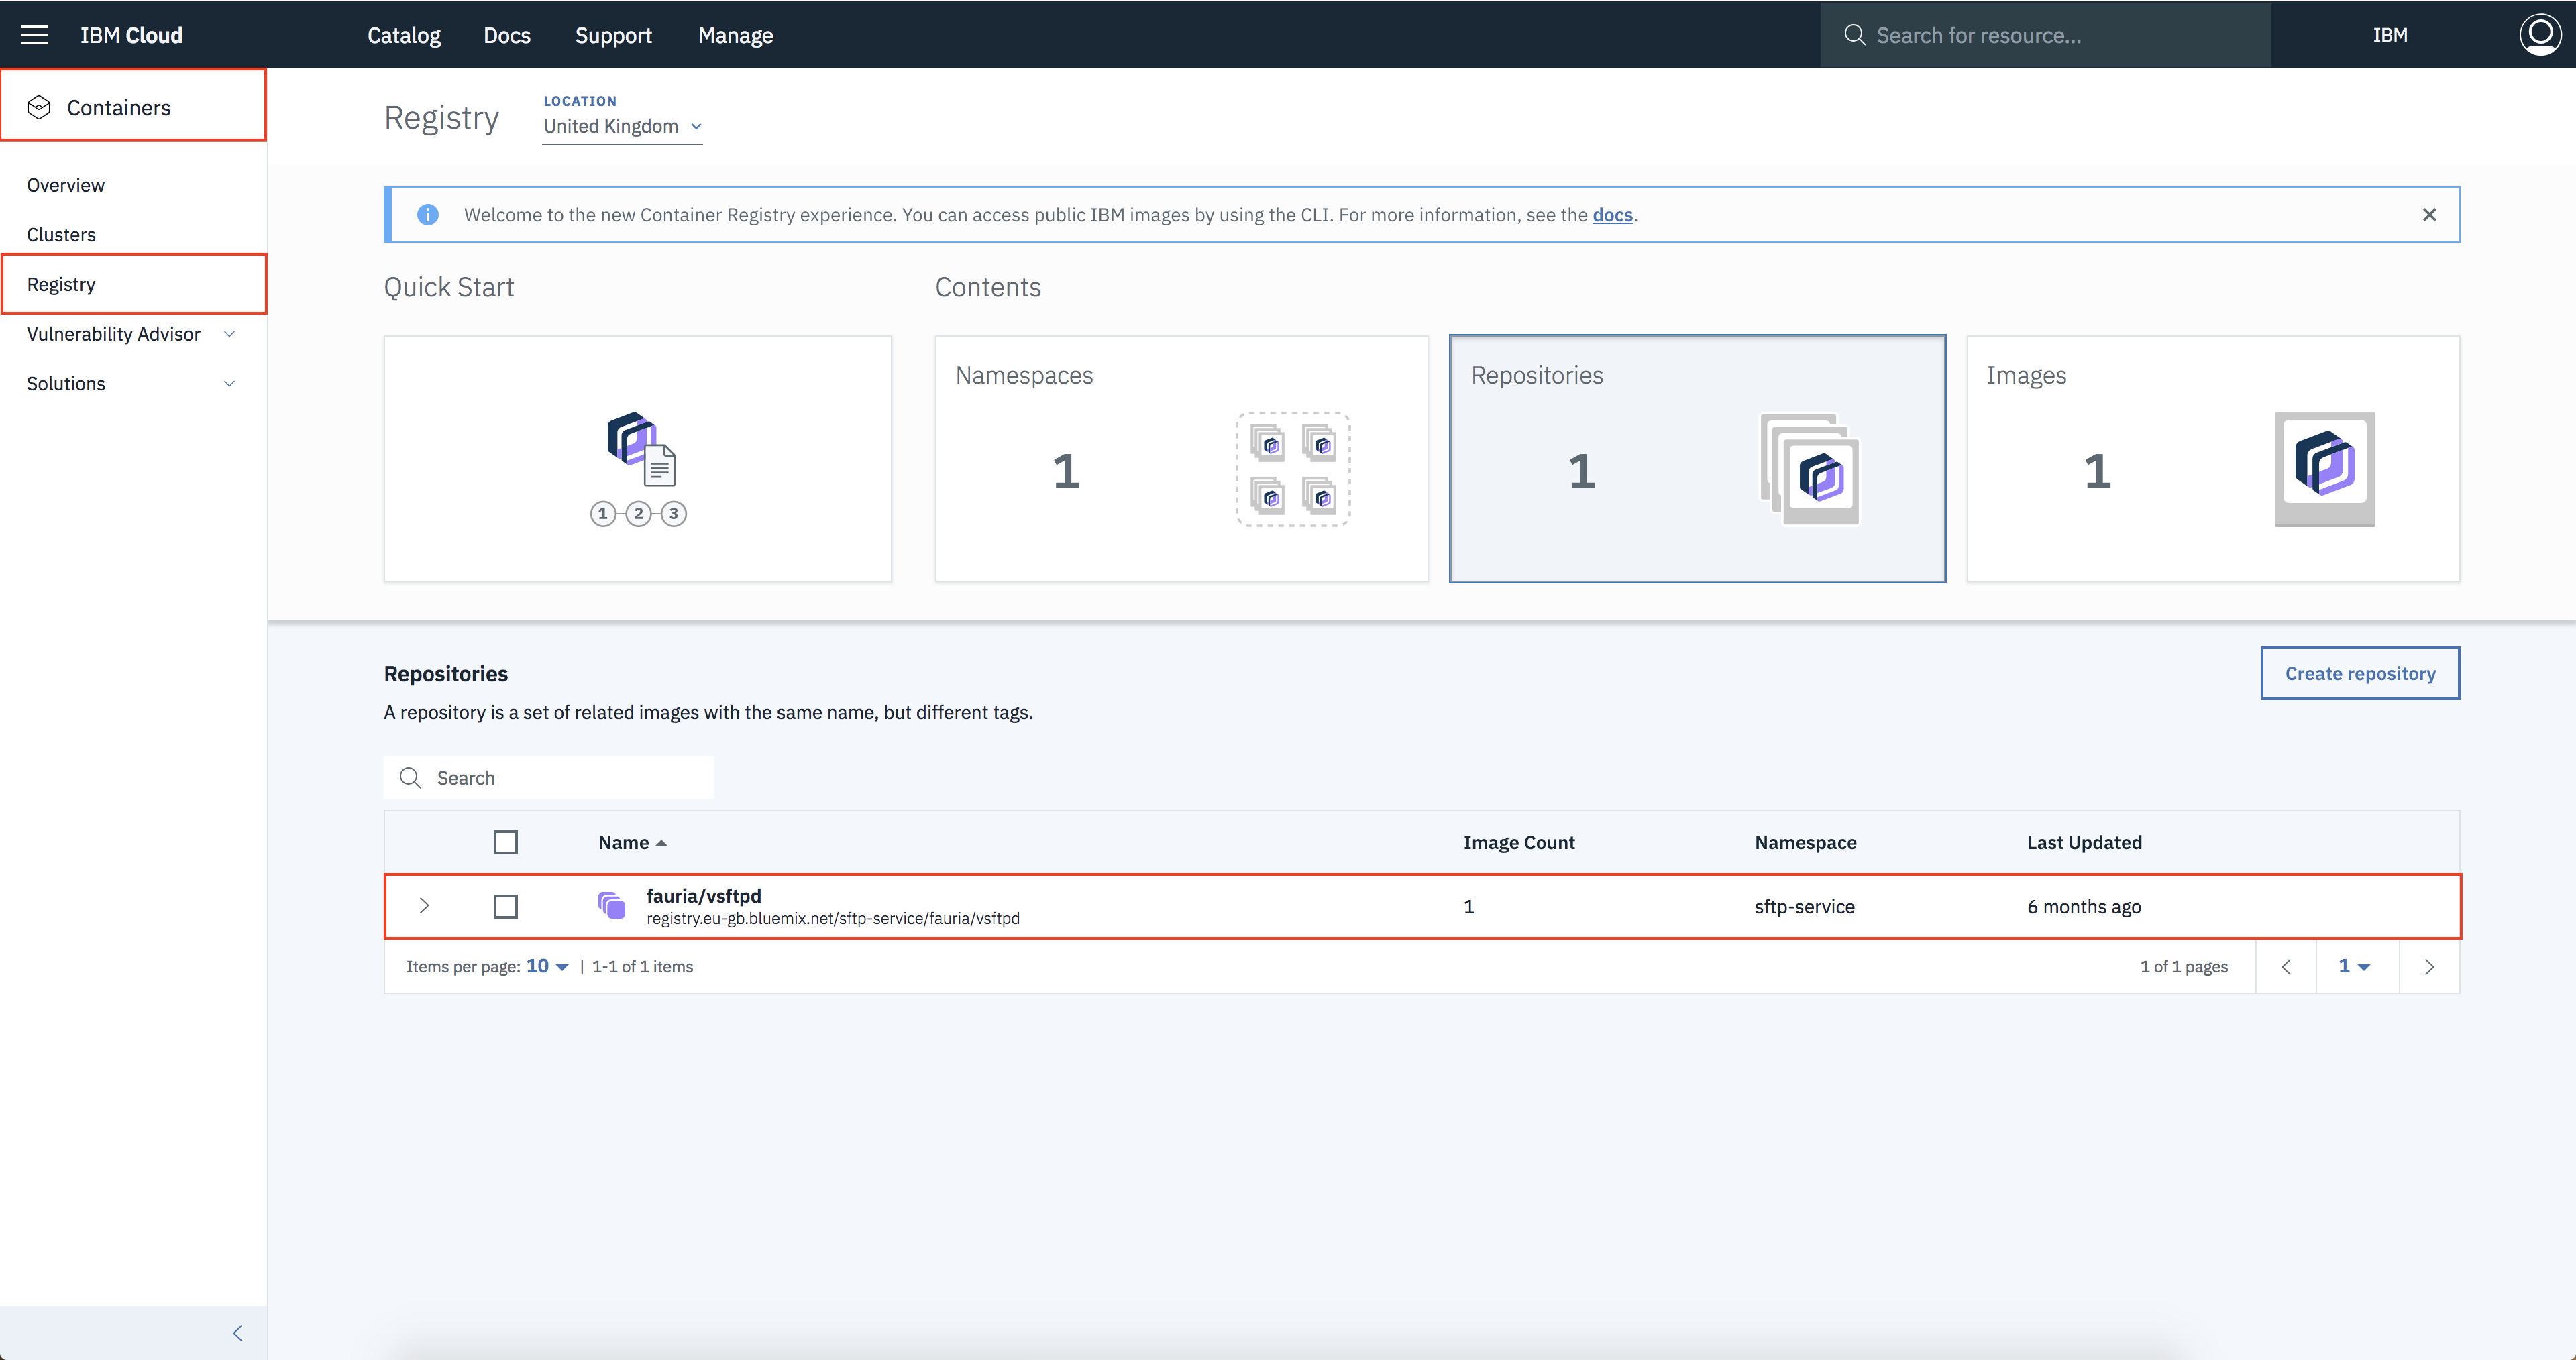 IBM Cloud
Catalog
Docs
Support
Manage
Search for resource...
IBM
Containers
Overview
Clusters
Registry
Vulnerability Advisor
Solutions
Registry
LOCATION
United Kingdom
Welcome to the new Container Registry experience. You can access public IBM images by using the CLI. For more information, see the docs.
Quick Start
Contents
1 2 3
Namespaces
1
Repositories
1
Images
1
Repositories
Create repository
A repository is a set of related images with the same name, but different tags.
Search
Name Image Count Namespace Last Updated
fauria/vsftpd
registry.eu-gb.bluemix.net/sftp-service/fauria/vsftpd
1 sftp-service 6 months ago
Items per page: 10 | 1-1 of 1 items
1 of 1 pages
1